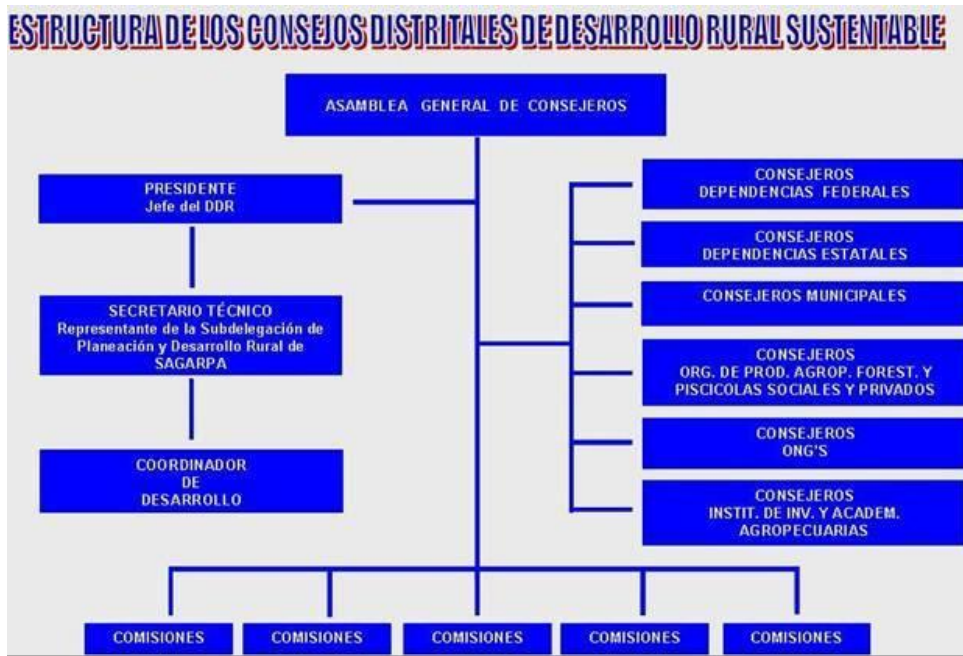 ESTRUCTURA DE LOS CONSEJOS DISTRITALES DE DESARROLLO RURAL SUSTENTABLE
ASAMBLEA GENERAL DE CONSEJEROS
PRESIDENTE
Jefe del DDR
SECRETARIO TÉCNICO
Representante de la Subdelegación de
Planeación y Desarrollo Rural de
SAGARPA
COORDINADOR
DE
DESARROLLO
CONSEJEROS
DEPENDENCIAS FEDERALES
CONSEJEROS
DEPENDENCIAS ESTATALES
CONSEJEROS MUNICIPALES
CONSEJEROS
ORG. DE PROD. AGROP. FOREST. Y
PISCICOLAS SOCIALES Y PRIVADOS
CONSEJEROS
ONG'S
CONSEJEROS
INSTIT. DE INV. Y ACADEM.
AGROPECUARIAS
COMISIONES
COMISIONES
COMISIONES
COMISIONES
COMISIONES